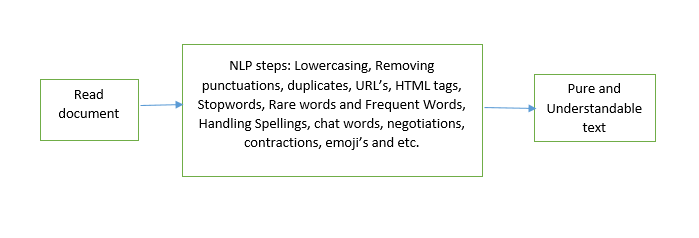 Read
document
NLP steps: Lowercasing, Removing
punctuations, duplicates, URL's, HTML tags,
Stopwords, Rare words and Frequent Words,
Handling Spellings, chat words, negotiations,
contractions, emoji's and etc.
Pure and
Understandable
text